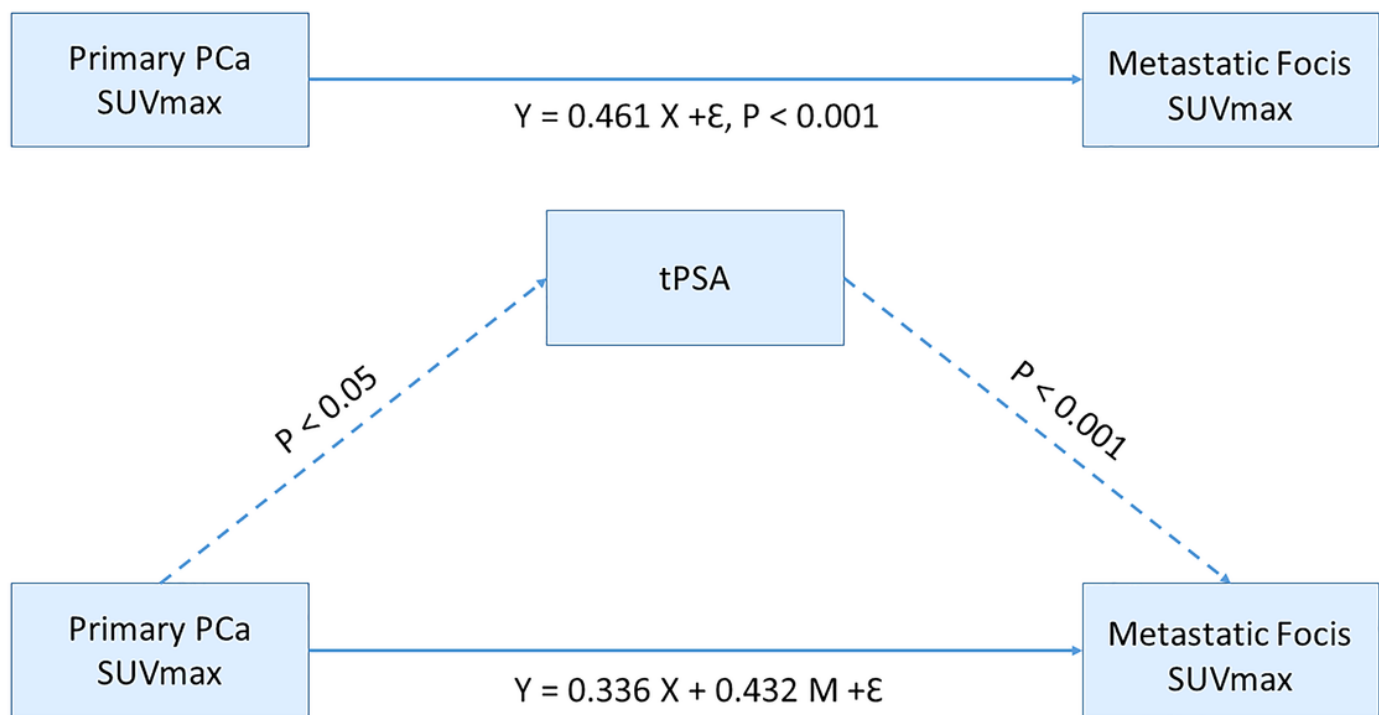 Primary PCa
SUVmax
Y = 0.461 X +Ɛ, P < 0.001
Metastatic Focis
SUVmax
tPSA
P < 0.05
P < 0.001
Primary PCa
SUVmax
Y = 0.336 X + 0.432 M +Ɛ
Metastatic Focis
SUVmax